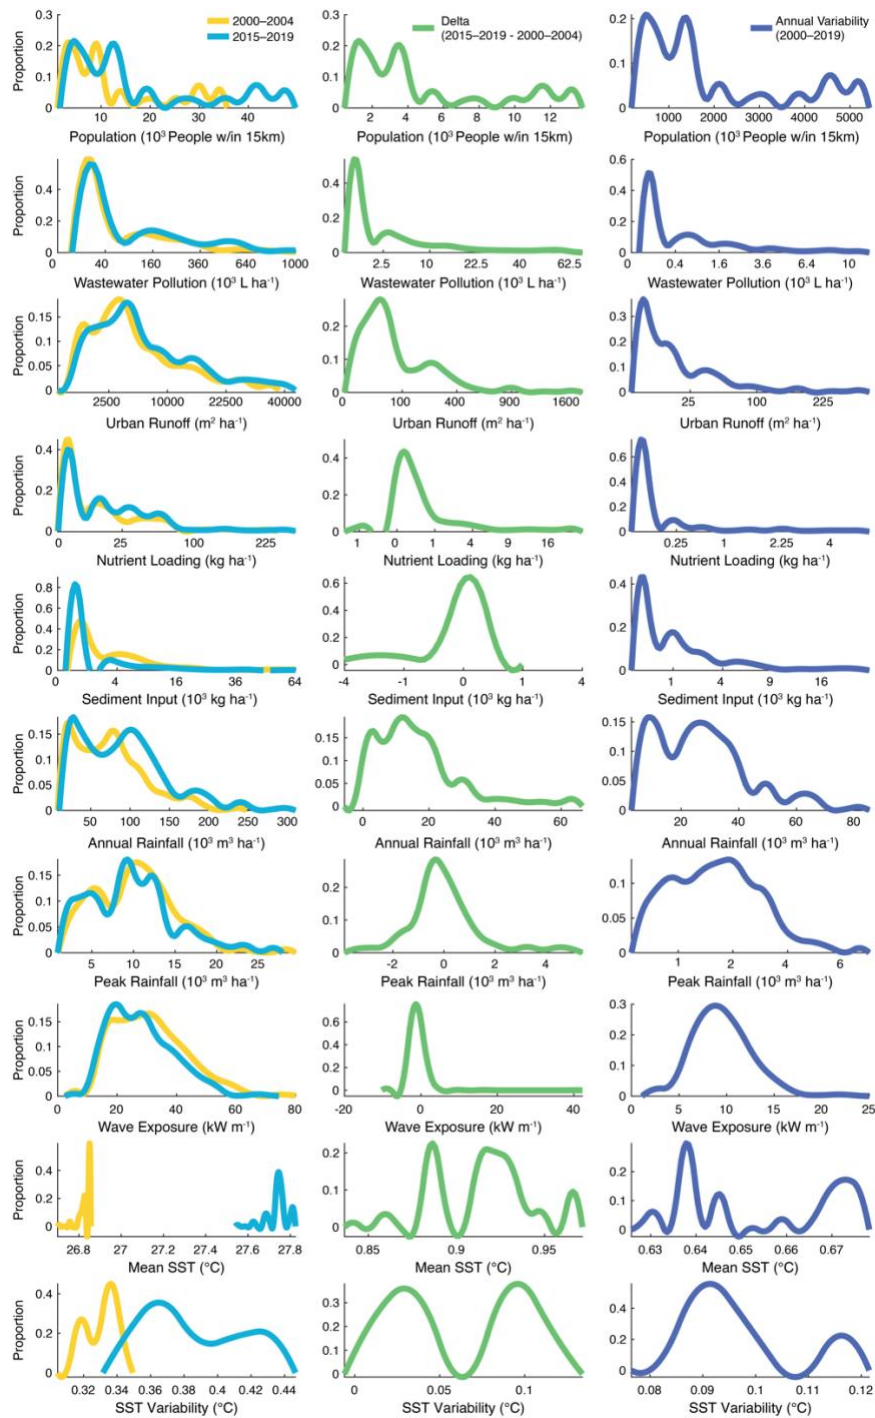 0.3 2000–2004 0.3 Delta 0.2 Annual Variability
2015–2019 (2015–2019 - 2000–2004) (2000–2019)
Proportion 0.2 0.2
0.1 0.1 0.1
0 0 0
10 20 30 40 2 4 6 8 10 12 1000 2000 3000 4000 5000
Population (10³ People w/in 15km) Population (10³ People w/in 15km) Population (10³ People w/in 15km)
0.6
Proportion 0.4 0.4 0.4
0.2 0.2 0.2
0 0 0
0 40 160 360 640 1000 2.5 10 22.5 40 62.5 0 0.4 1.6 3.6 6.4 10
Wastewater Pollution (10³ L ha⁻¹) Wastewater Pollution (10³ L ha⁻¹) Wastewater Pollution (10³ L ha⁻¹)
Proportion 0.15 0.2 0.3
0.1 0.1 0.2
0.05 0.1
0 0 0
2500 10000 22500 40000 0 100 400 900 1600 25 100 225
Urban Runoff (m² ha⁻¹) Urban Runoff (m² ha⁻¹) Urban Runoff (m² ha⁻¹)
Proportion 0.4 0.4 0.6
0.2 0.2 0.4
0.2
0 0 0
0 25 225 1 0 1 4 9 16 0.25 1 2.25 4
Nutrient Loading (kg ha⁻¹) Nutrient Loading (kg ha⁻¹) Nutrient Loading (kg ha⁻¹)
Proportion 0.8 0.6 0.4
0.6 0.4
0.4 0.2 0.2
0.2
0 0 0
0 4 16 36 64 -4 -1 0 1 4 0 1 4 9 16
Sediment Input (10³ kg ha⁻¹) Sediment Input (10³ kg ha⁻¹) Sediment Input (10³ kg ha⁻¹)
Proportion 0.15 0.15 0.15
0.1 0.1 0.1
0.05 0.05 0.05
0 0 0
50 100 150 200 250 300 0 20 40 60 20 40 60 80
Annual Rainfall (10³ m³ ha⁻¹) Annual Rainfall (10³ m³ ha⁻¹) Annual Rainfall (10³ m³ ha⁻¹)
Proportion 0.15 0.2 0.1
0.1 0.1 0.05
0.05
0 0 0
5 10 15 20 25 -2 0 2 4 1 2 4 6
Peak Rainfall (10³ m³ ha⁻¹) Peak Rainfall (10³ m³ ha⁻¹) Peak Rainfall (10³ m³ ha⁻¹)
Proportion 0.15 0.6 0.3
0.1 0.4 0.2
0.05 0.2 0.1
0 0 0
0 20 40 60 80 -20 0 20 40 0 5 10 15 20 25
Wave Exposure (kW m⁻¹) Wave Exposure (kW m⁻¹) Wave Exposure (kW m⁻¹)
Proportion 0.4 0.2 0.2
0.2 0.1 0.1
0 0 0
26.8 27 27.2 27.4 27.6 27.8 0.85 0.9 0.95 0.63 0.64 0.65 0.66 0.67
Mean SST (°C) Mean SST (°C) Mean SST (°C)
Proportion 0.4 0.3 0.4
0.2 0.2 0.2
0.1
0 0 0
0.32 0.34 0.36 0.38 0.4 0.42 0.44 0 0.05 0.1 0.08 0.09 0.1 0.11 0.12
SST Variability (°C) SST Variability (°C) SST Variability (°C)